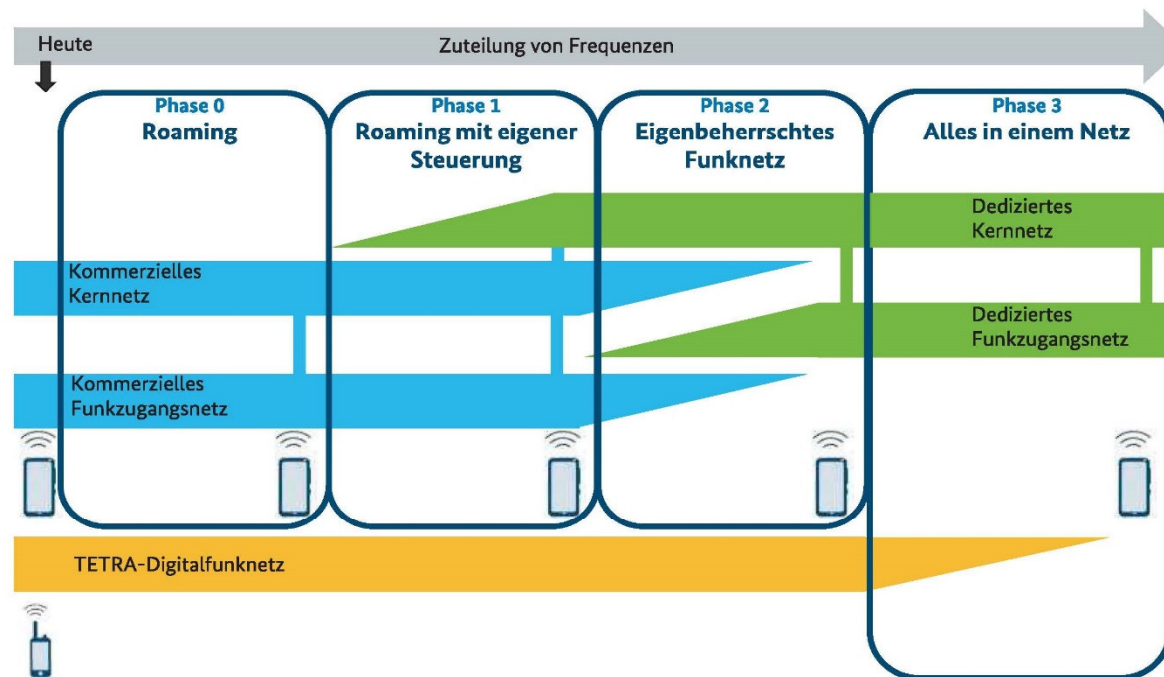 Heute
Zuteilung von Frequenzen
Phase 0
Roaming
Phase 1
Roaming mit eigener
Steuerung
Phase 2
Eigenbeherrschtes
Funknetz
Phase 3
Alles in einem Netz
Dediziertes
Kernnetz
Kommerzielles
Kernnetz
Dediziertes
Funkzugangsnetz
Kommerzielles
Funkzugangsnetz
TETRA-Digitalfunknetz